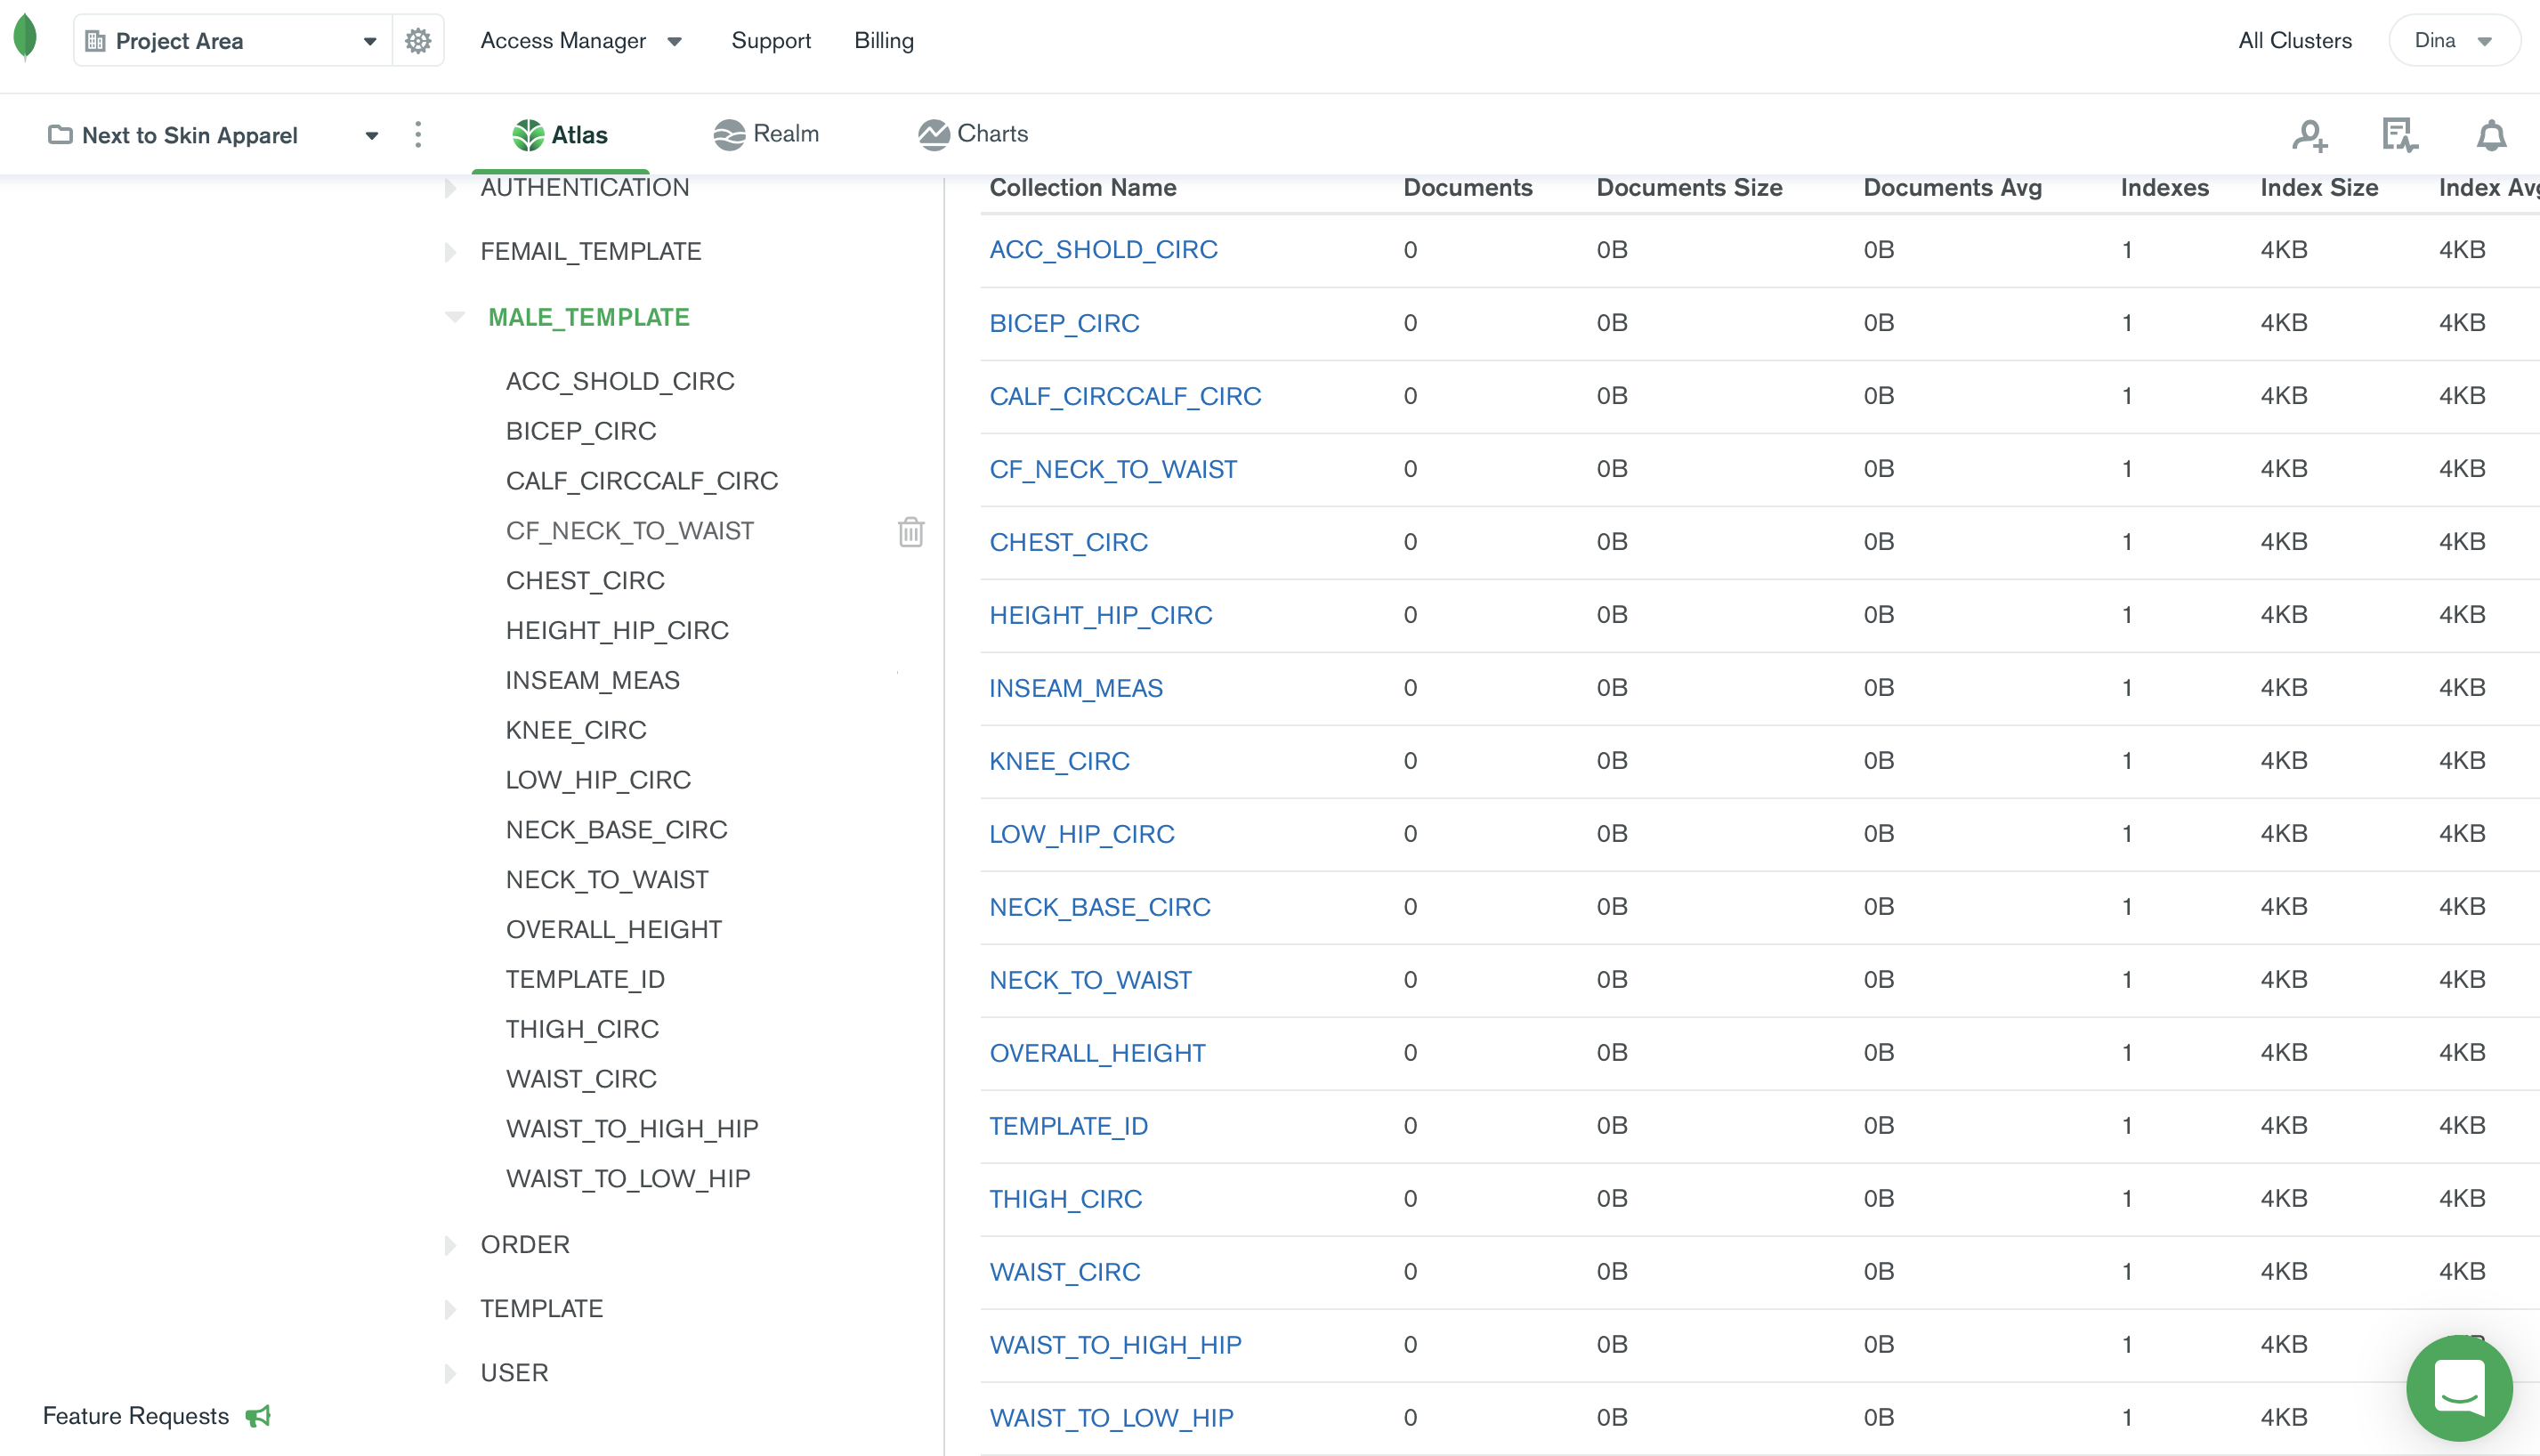 Project Area
Access Manager
Support
Billing
All Clusters
Dina
Next to Skin Apparel
Atlas
Realm
Charts
AUTHENTICATION
FEMAIL_TEMPLATE
MALE_TEMPLATE
ACC_SHOLD_CIRC
BICEP_CIRC
CALF_CIRCCALF_CIRC
CF_NECK_TO_WAIST
CHEST_CIRC
HEIGHT_HIP_CIRC
INSEAM_MEAS
KNEE_CIRC
LOW_HIP_CIRC
NECK_BASE_CIRC
NECK_TO_WAIST
OVERALL_HEIGHT
TEMPLATE_ID
THIGH_CIRC
WAIST_CIRC
WAIST_TO_HIGH_HIP
WAIST_TO_LOW_HIP
ORDER
TEMPLATE
USER
Feature Requests
Collection Name Documents Documents Size Documents Avg Indexes Index Size Index
ACC_SHOLD_CIRC 0 0B 0B 1 4KB 4KB
BICEP_CIRC 0 0B 0B 1 4KB 4KB
CALF_CIRCCALF_CIRC 0 0B 0B 1 4KB 4KB
CF_NECK_TO_WAIST 0 0B 0B 1 4KB 4KB
CHEST_CIRC 0 0B 0B 1 4KB 4KB
HEIGHT_HIP_CIRC 0 0B 0B 1 4KB 4KB
INSEAM_MEAS 0 0B 0B 1 4KB 4KB
KNEE_CIRC 0 0B 0B 1 4KB 4KB
LOW_HIP_CIRC 0 0B 0B 1 4KB 4KB
NECK_BASE_CIRC 0 0B 0B 1 4KB 4KB
NECK_TO_WAIST 0 0B 0B 1 4KB 4KB
OVERALL_HEIGHT 0 0B 0B 1 4KB 4KB
TEMPLATE_ID 0 0B 0B 1 4KB 4KB
THIGH_CIRC 0 0B 0B 1 4KB 4KB
WAIST_CIRC 0 0B 0B 1 4KB 4KB
WAIST_TO_HIGH_HIP 0 0B 0B 1 4KB
WAIST_TO_LOW_HIP 0 0B 0B 1 4KB